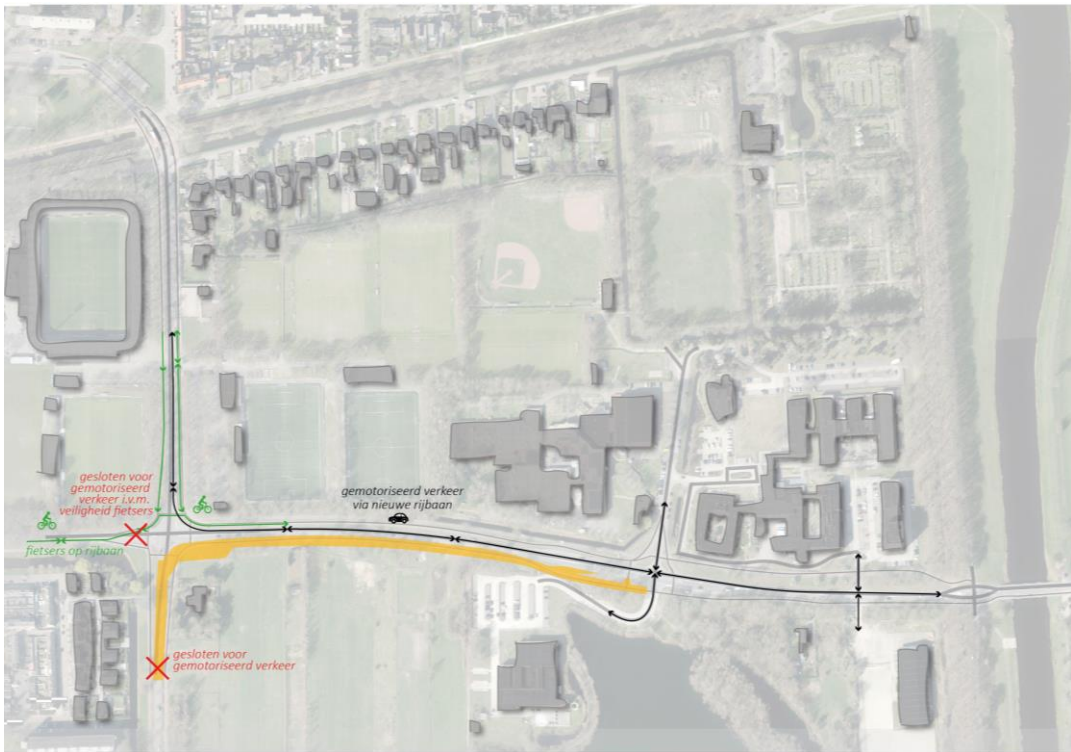 gesloten voor
gemotoriseerd
verkeer i.v.m.
veiligheid fietsers
gemotoriseerd verkeer
via nieuwe rijbaan
fietsers op rijbaan
gesloten voor
gemotoriseerd verkeer